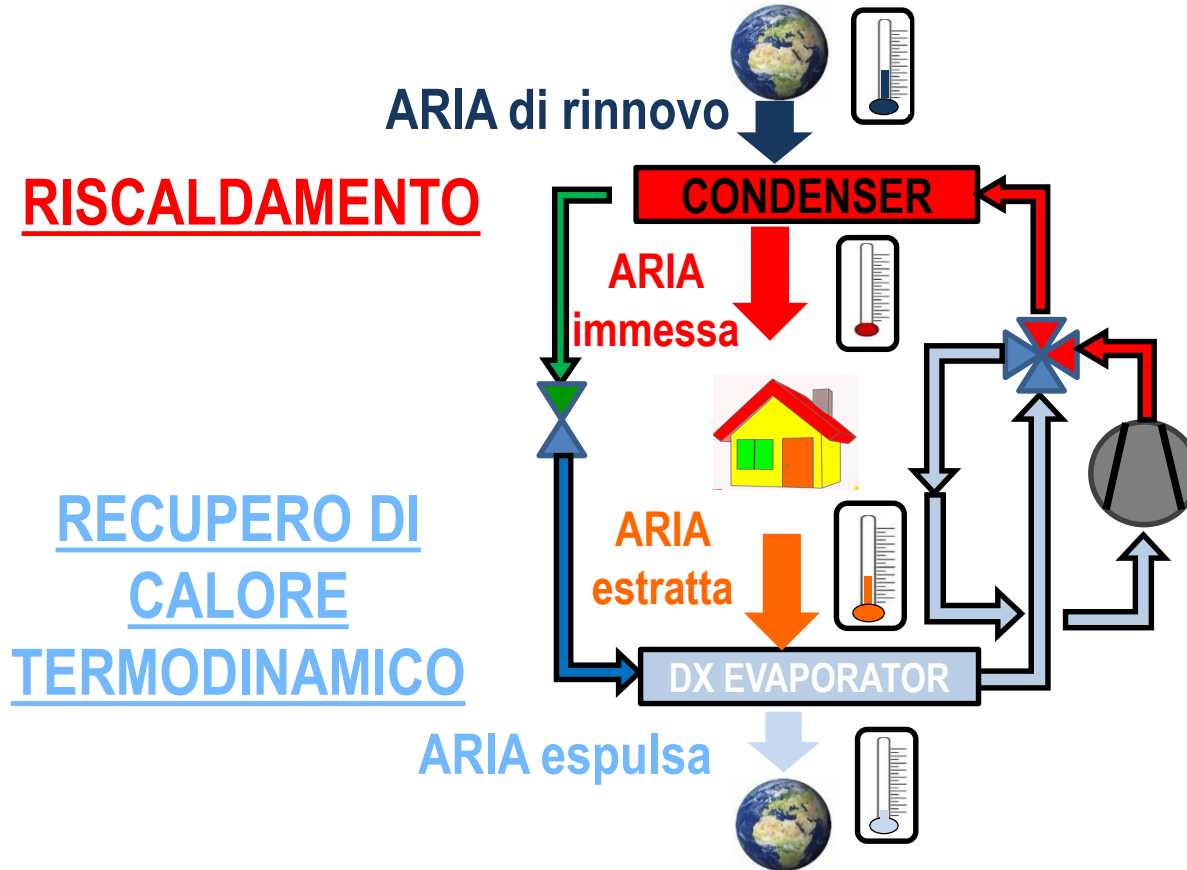 ARIA di rinnovo
RISCALDAMENTO
CONDENSER
ARIA
immessa
RECUPERO DI
CALORE
TERMODINAMICO
ARIA
estratta
DX EVAPORATOR
ARIA espulsa